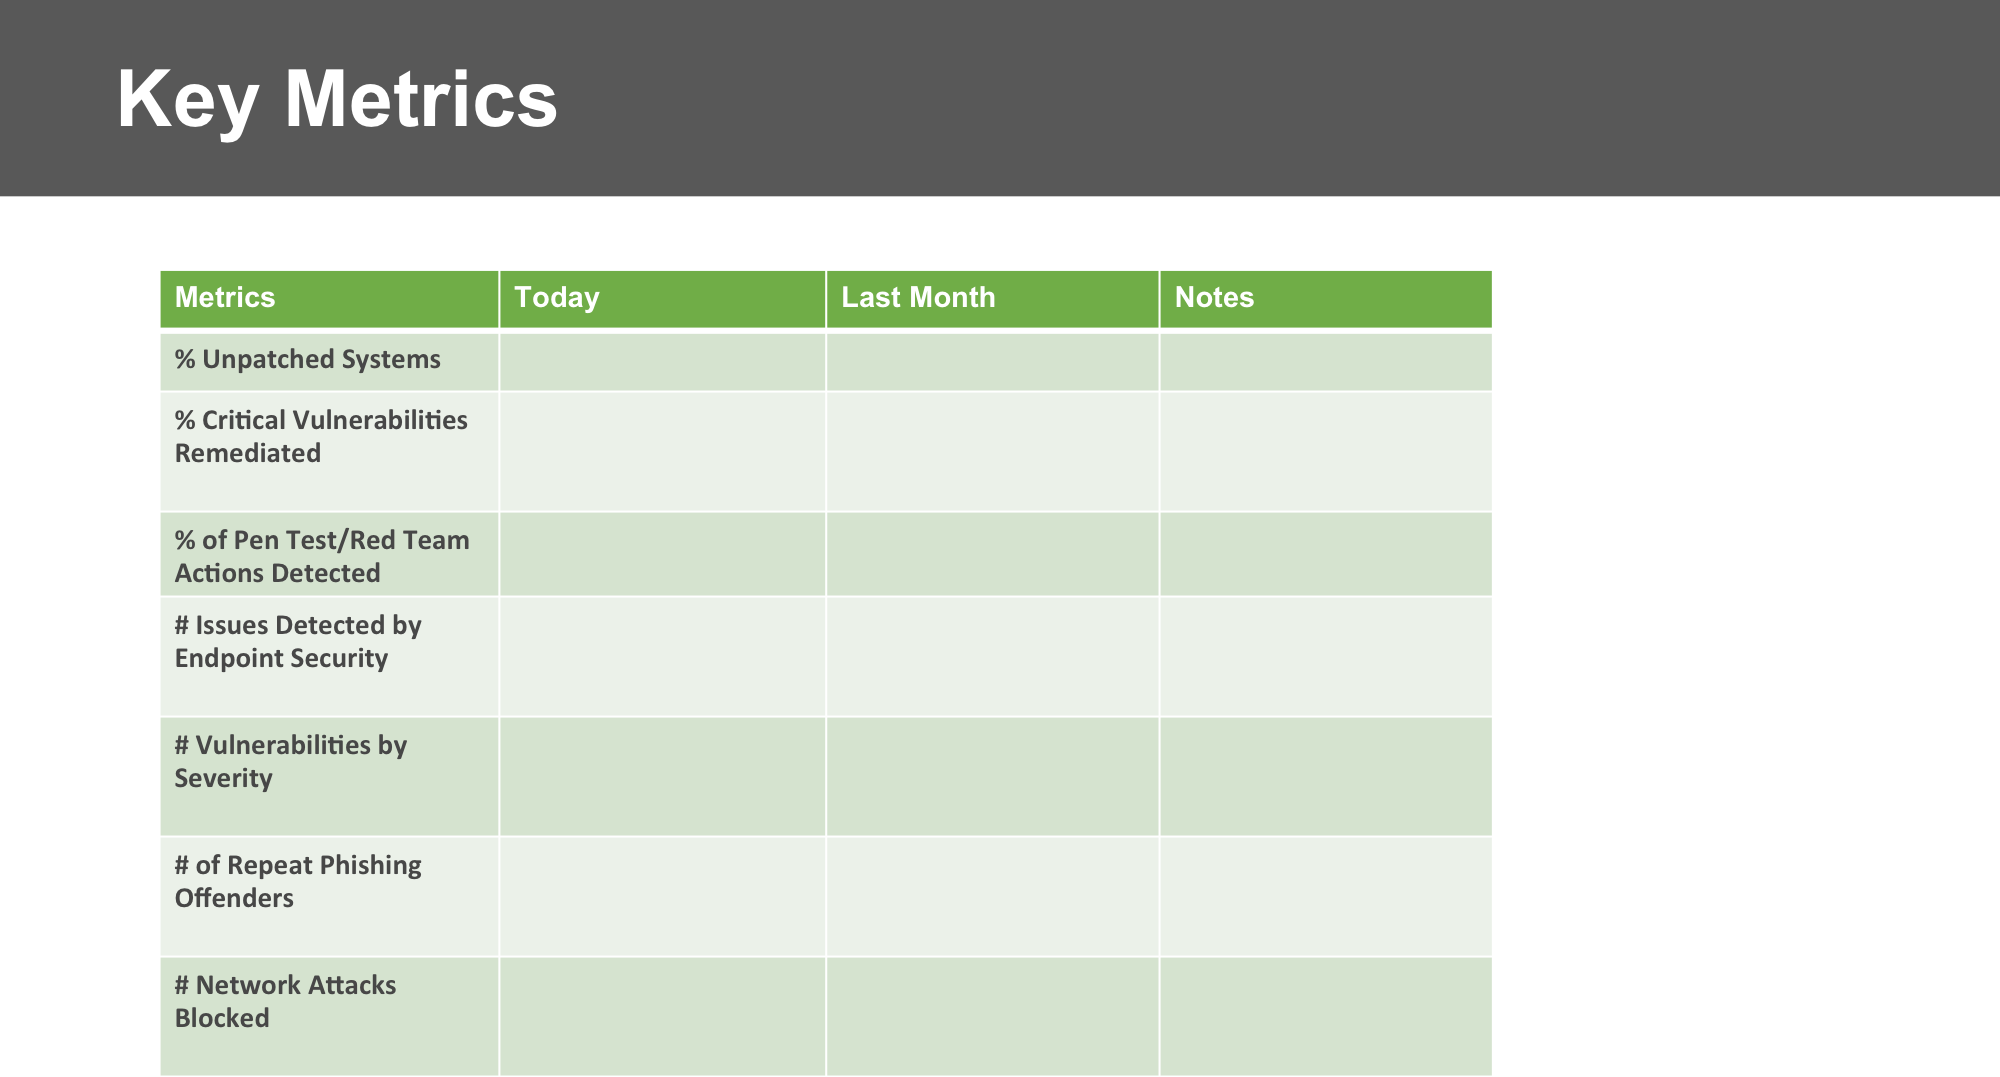 Key Metrics
Metrics Today Last Month Notes
% Unpatched Systems
% Critical Vulnerabilities
Remediated
% of Pen Test/Red Team
Actions Detected
# Issues Detected by
Endpoint Security
# Vulnerabilities by
Severity
# of Repeat Phishing
Offenders
# Network Attacks
Blocked